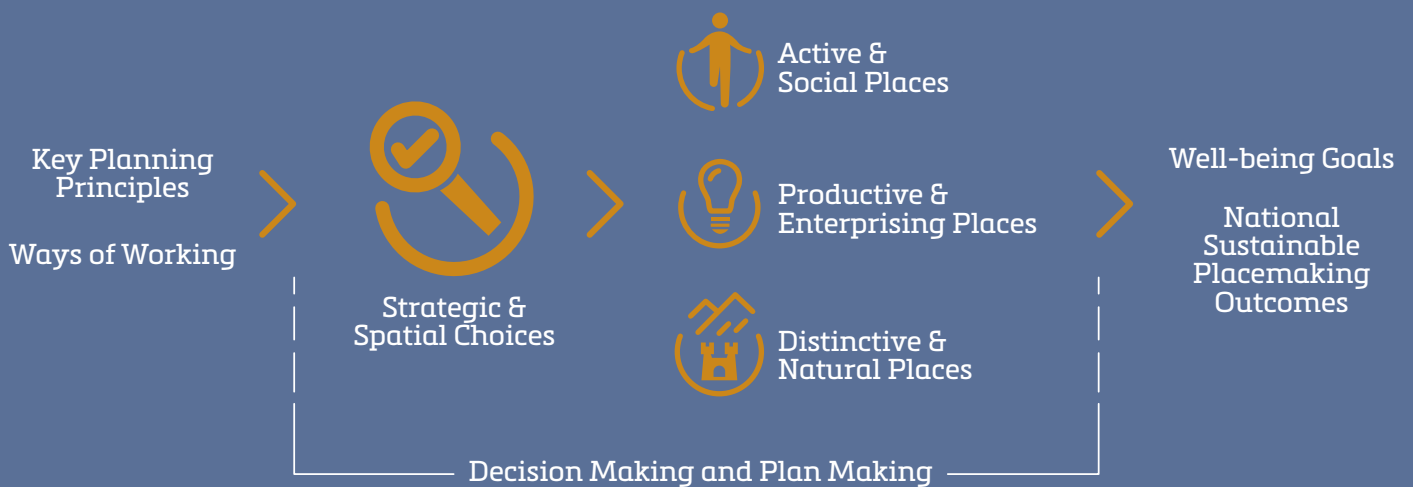 Key Planning
Principles
Ways of Working
Strategic &
Spatial Choices
Active &
Social Places
Productive &
Enterprising Places
Distinctive &
Natural Places
Well-being Goals
National
Sustainable
Placemaking
Outcomes
Decision Making and Plan Making